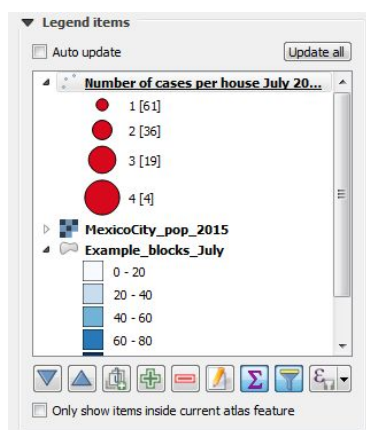 Legend items
Auto update Update all
Number of cases per house July 20...
1 [61]
2 [36]
3 [19]
4 [4]
MexicoCity_pop_2015
Example_blocks_July
0 - 20
20 - 40
40 - 60
60 - 80
Σ ε
Only show items inside current atlas feature